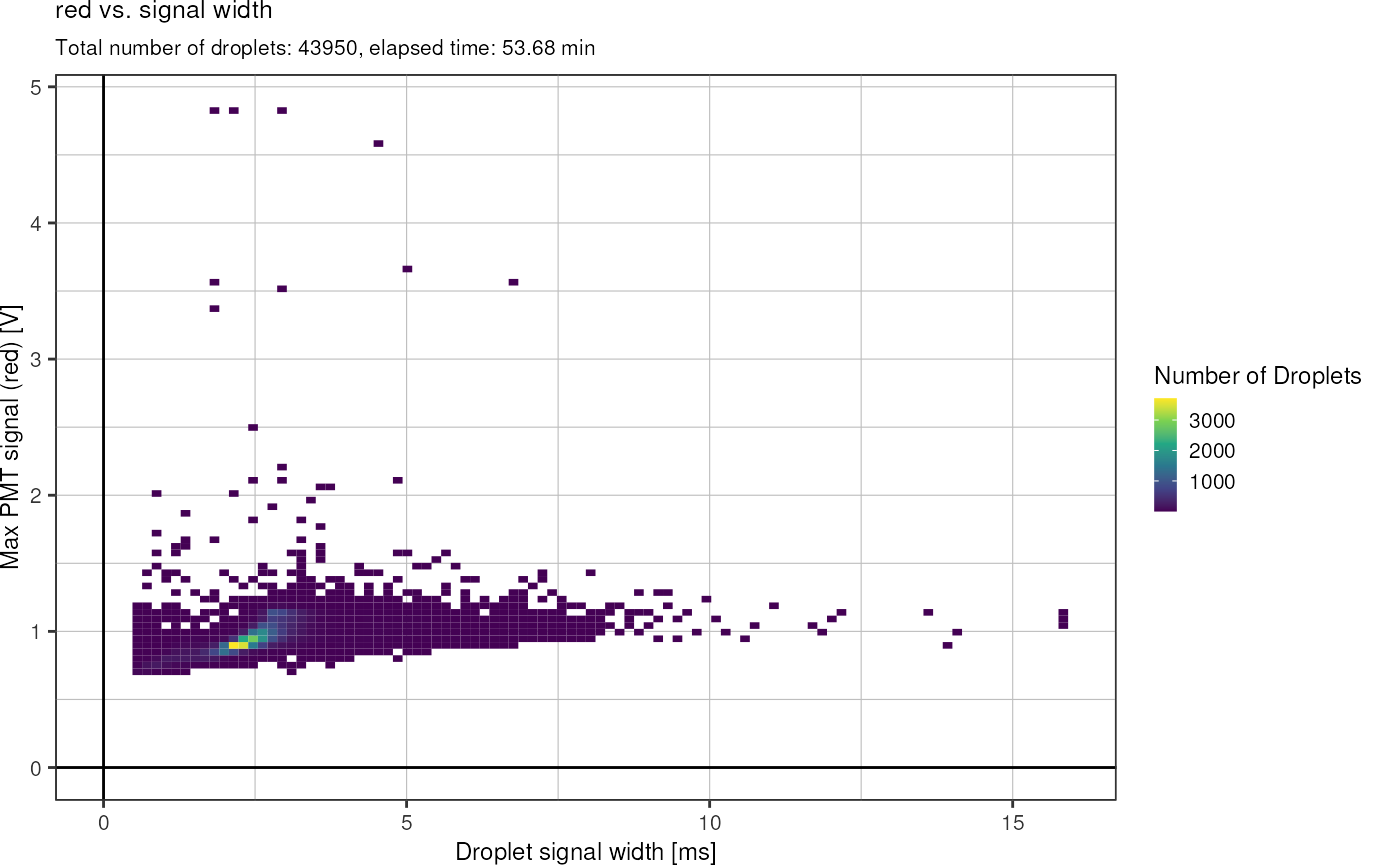 red vs. signal width
Total number of droplets: 43950, elapsed time: 53.68 min
5
4
3
2
1
0
Max PMT signal (red) [V]
0 5 10 15
Droplet signal width [ms]
Number of Droplets
3000
2000
1000